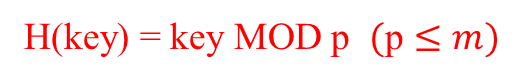 H(key) = key MOD p (p ≤ m)